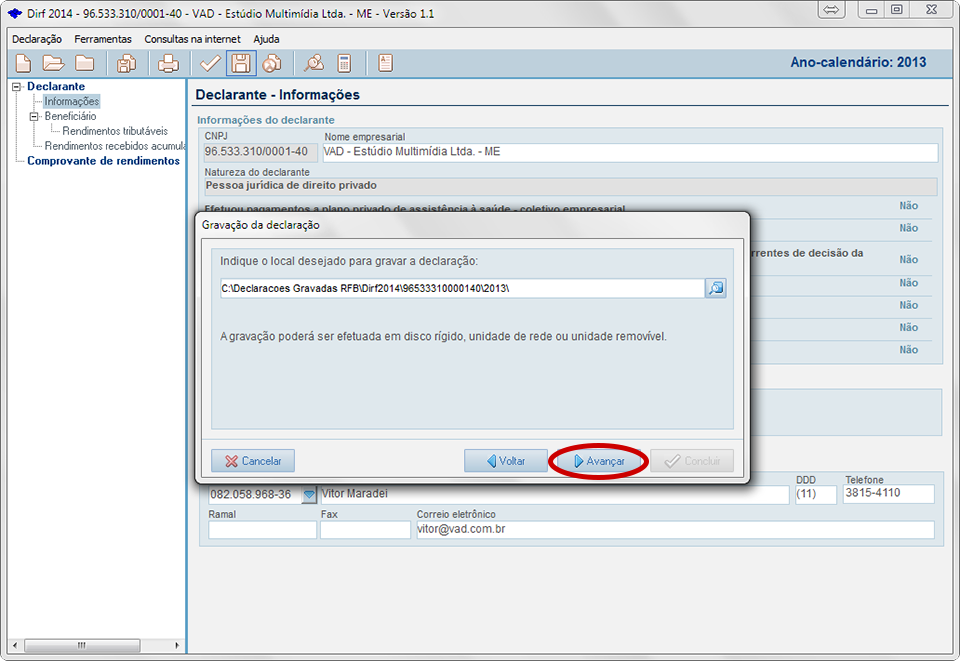 Dirf 2014 - 96.533.310/0001-40 - VAD - Estúdio Multimídia Ltda. - ME - Versão 1.1
Declaração Ferramentas Consultas na internet Ajuda
Ano-calendário: 2013
Declarante
Informações
Beneficiário
Rendimentos tributáveis
Rendimentos recebidos acumula
Comprovante de rendimentos
Declarante - Informações
Informações do declarante
CNPJ Nome empresarial
96.533.310/0001-40 VAD - Estúdio Multimídia Ltda. - ME
Natureza do declarante
Pessoa jurídica de direito privado
Efetuou pagamentos a plano privado de assistência à saúde - coletivo empresarial Não
Não
rrentes de decisão da Não
Não
Não
Não
Não
Gravação da declaração
Indique o local desejado para gravar a declaração:
C:\Declaracoes Gravadas RFB\Dirf2014\96533310000140\2013\
A gravação poderá ser efetuada em disco rígido, unidade de rede ou unidade removível.
Cancelar Voltar Avançar Concluir
DDD Telefone
082.058.968-36 Vitor Maradei (11) 3815-4110
Ramal Fax Correio eletrônico
vitor@vad.com.br